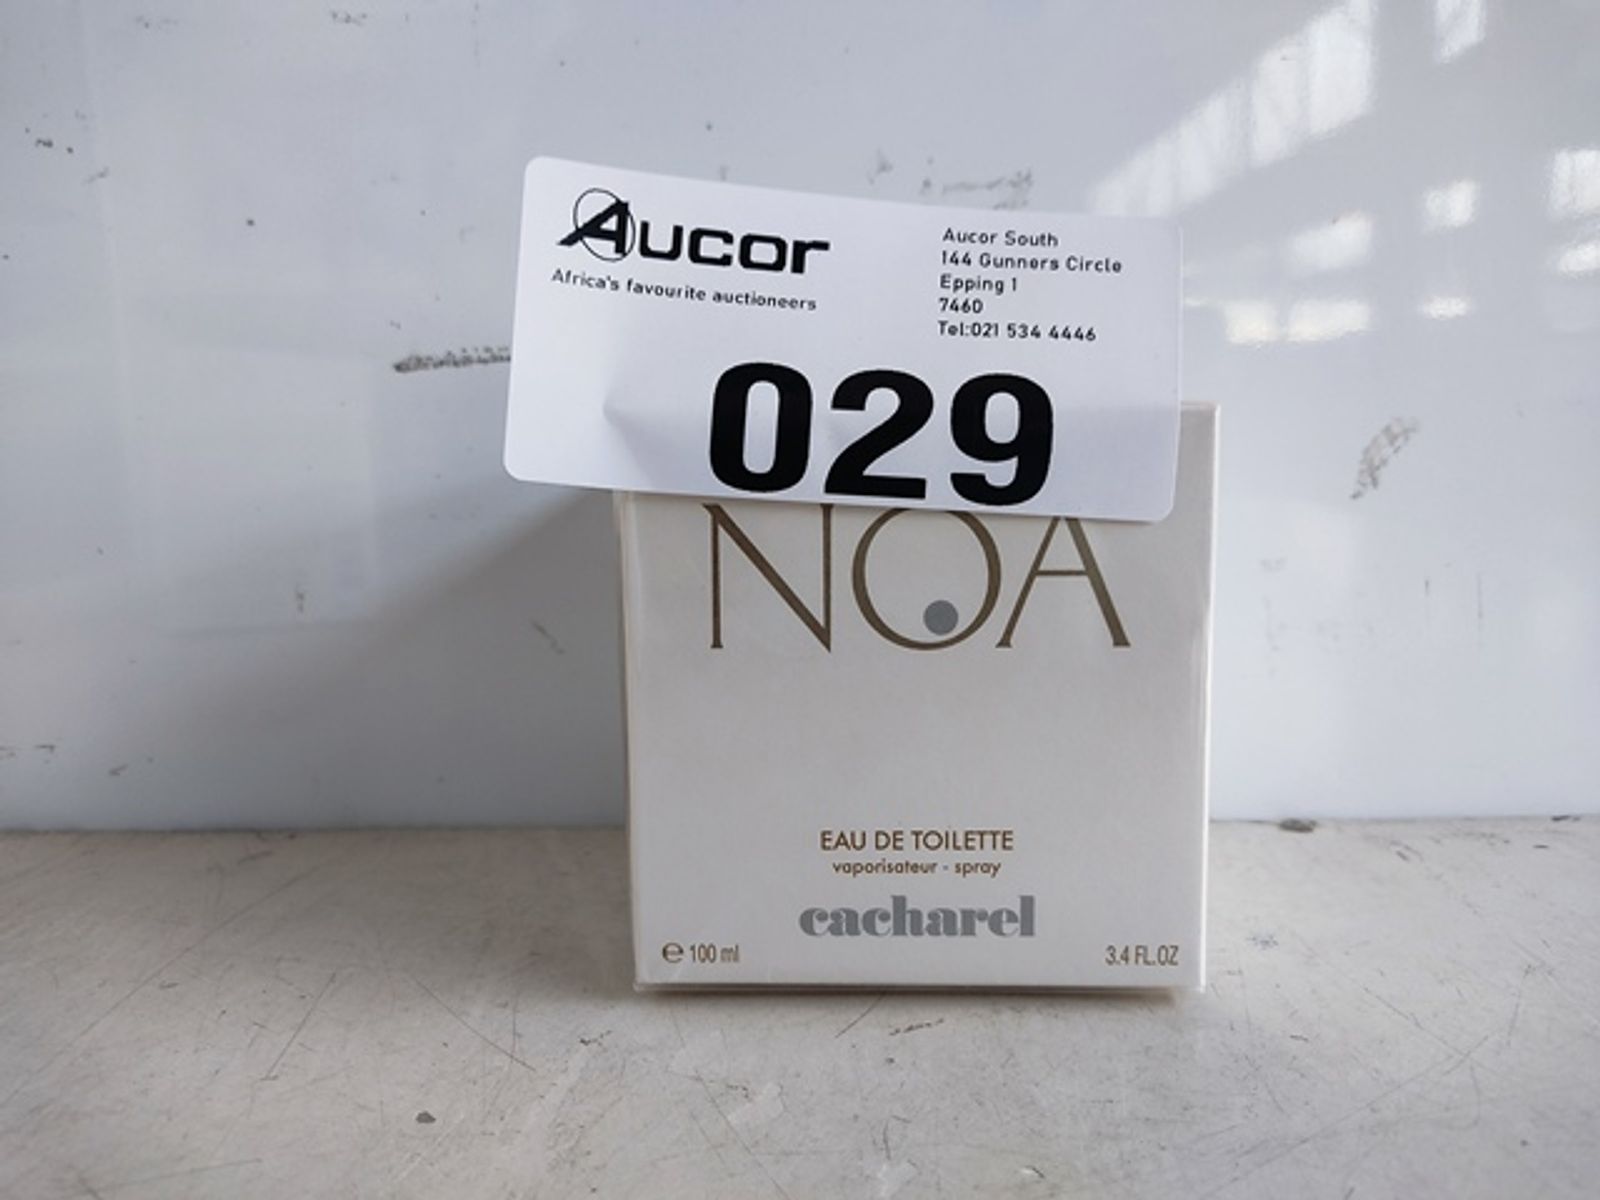 Aucor
Africa's favourite auctioneers
Aucor South
144 Gunners Circle
Epping 1
7460
Tel:021 534 4446
029
NOA
EAU DE TOILETTE
vaporisateur - spray
cacharel
℮ 100 ml
3.4 FL.OZ